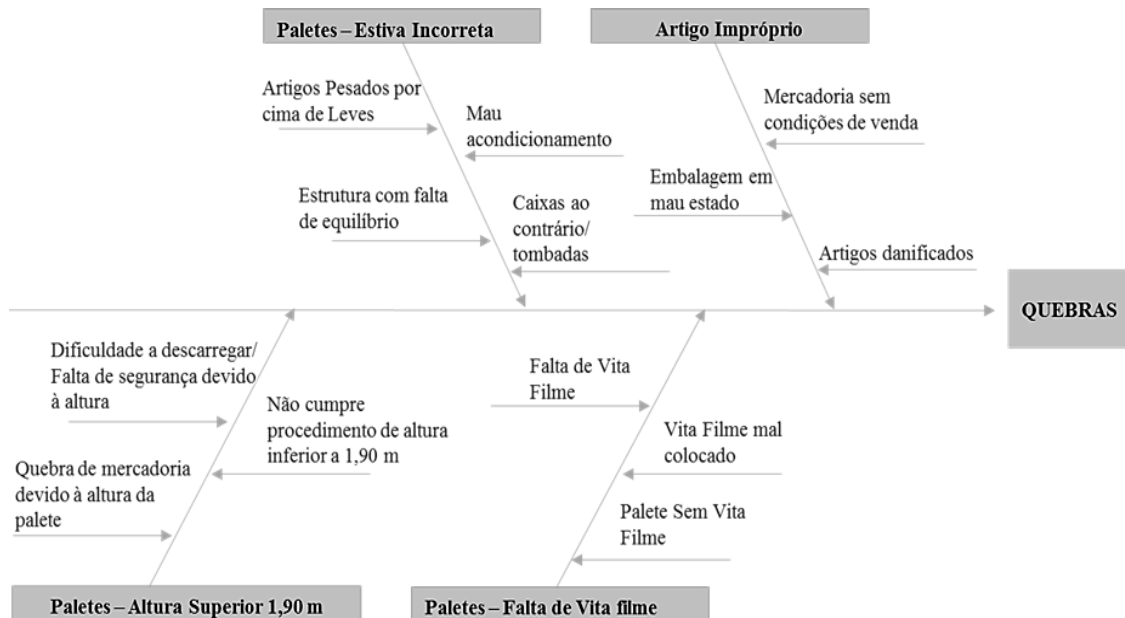 Paletes – Estiva Incorreta
Artigo Impróprio
Artigos Pesados por
cima de Leves
Mau
acondicionamento
Estrutura com falta
de equilíbrio
Caixas ao
contrário/
tombadas
Mercadoria sem
condições de venda
Embalagem em
mau estado
Artigos danificados
QUEBRAS
Dificuldade a descarregar/
Falta de segurança devido
à altura
Não cumpre
procedimento de altura
inferior a 1,90 m
Quebra de mercadoria
devido à altura da
palete
Falta de Vita
Filme
Vita Filme mal
colocado
Palete Sem Vita
Filme
Paletes – Altura Superior 1,90 m
Paletes – Falta de Vita filme